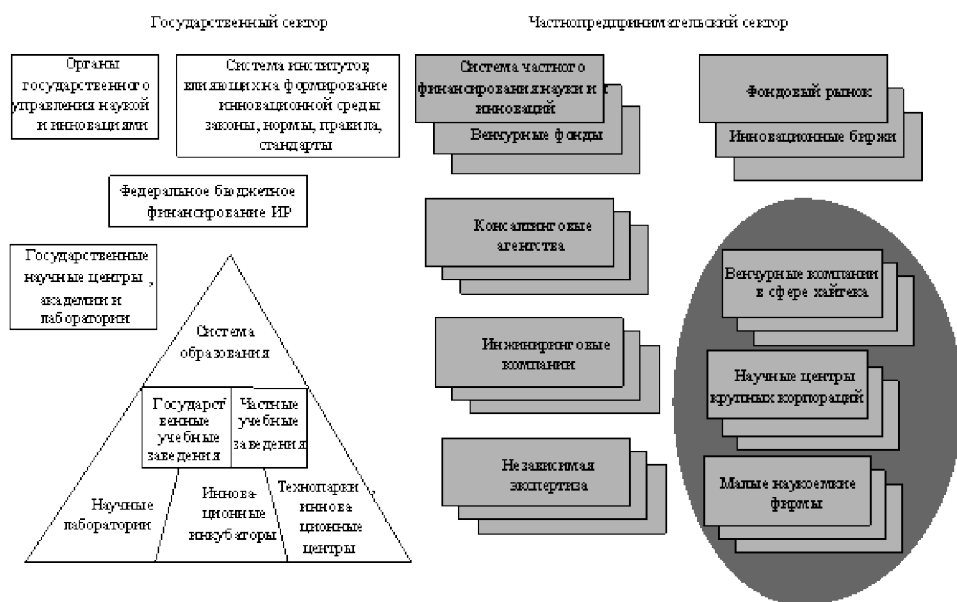 Государственный сектор
Частнопредпринимательский сектор
Органы
государственного
управления наукой
и инновациями
Система институтов,
влияющих на формирование
инновационной среды
законы, нормы, правила,
стандарты
Федеральное бюджетное
финансирование ИР
Государственные
научные центры,
академии и
лаборатории
Система
образования
Государст
венные
учебные
заведения
Частные
учебные
заведения
Научные
лаборатории
Иннова-
ционные
инкубаторы
Технопарки,
иннова
ционные
центры
Система частного
финансирования науки и
инноваций
Венчурные фонды
Консалтинговые
агентства
Инжиниринговые
компании
Независимая
экспертиза
Фондовый рынок
Инновационные биржи
Венчурные компании
в сфере хайтека
Научные центры
крупных корпораций
Малые наукоемкие
фирмы